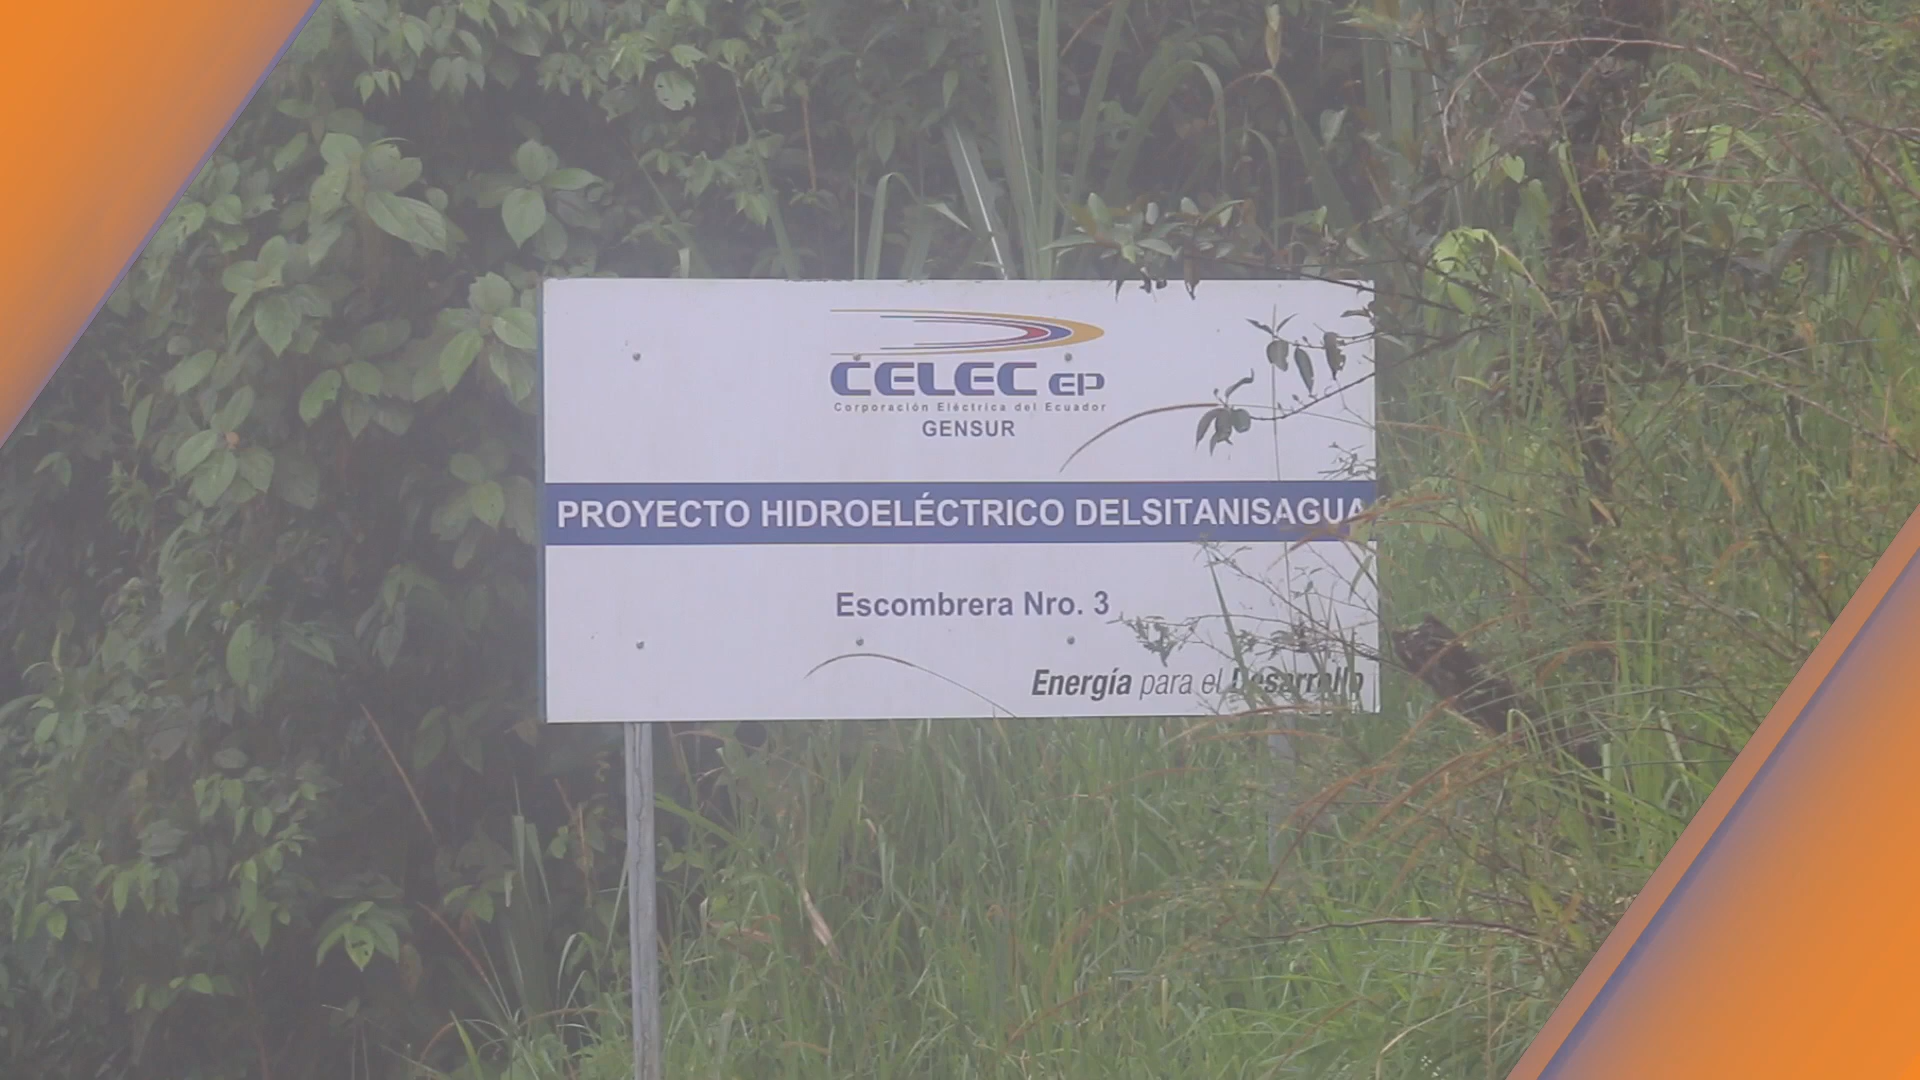 CELEC EP
Corporación Eléctrica del Ecuador
GENSUR
PROYECTO HIDROELÉCTRICO DELSITANISAGUA
Escombrera Nro. 3
Energía para el Desarrollo